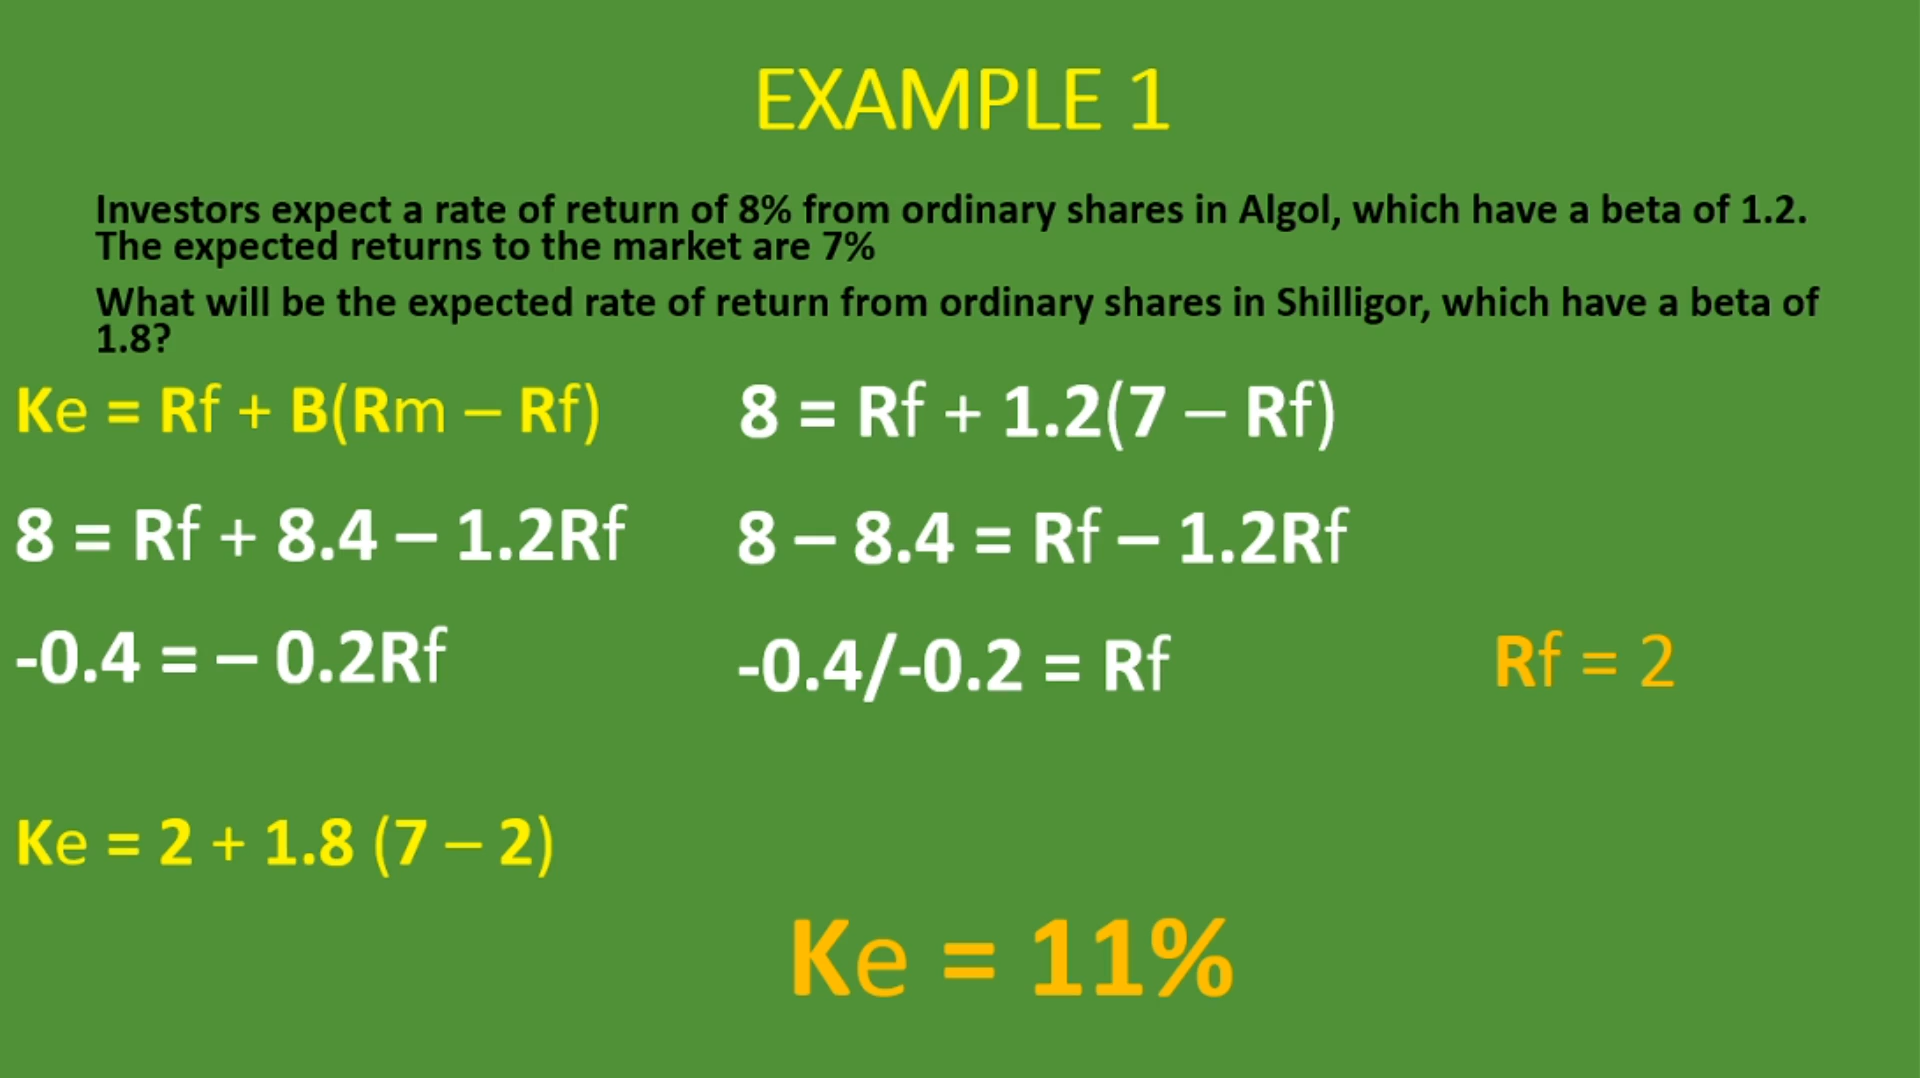 EXAMPLE 1
Investors expect a rate of return of 8% from ordinary shares in Algol, which have a beta of 1.2.
The expected returns to the market are 7%
What will be the expected rate of return from ordinary shares in Shilligor, which have a beta of
1.8?
Ke = Rf + B(Rm – Rf)
8 = Rf + 1.2(7 – Rf)
8 = Rf + 8.4 – 1.2Rf
8 – 8.4 = Rf – 1.2Rf
-0.4 = – 0.2Rf
-0.4/-0.2 = Rf
Rf = 2
Ke = 2 + 1.8 (7 – 2)
Ke = 11%